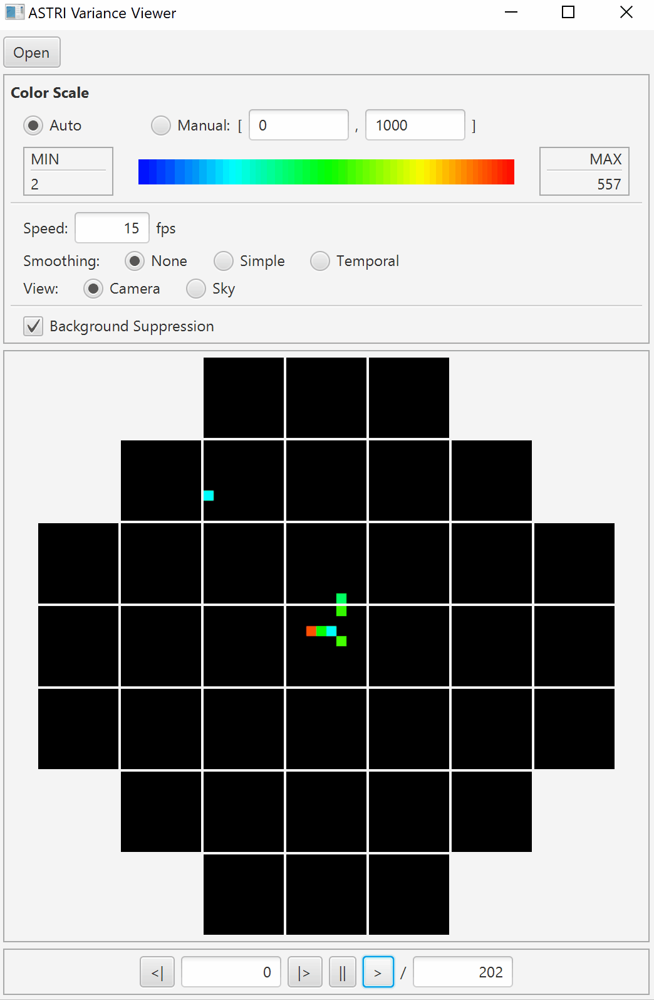 ASTRI Variance Viewer
Open
Color Scale
Auto Manual: [ 0 , 1000 ]
MIN MAX
2 557
Speed: 15 fps
Smoothing: None Simple Temporal
View: Camera Sky
Background Suppression
<| 0 |> || > / 202